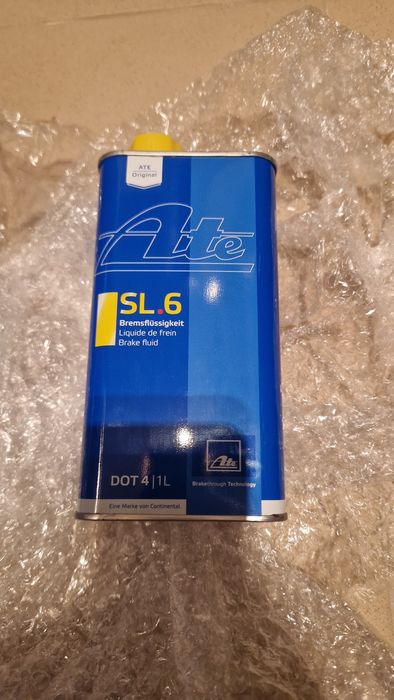 ATE
Original
Ate
SL.6
Bremsflüssigkeit
Liquide de frein
Brake fluid
Ate
DOT 4 | 1L
Brakethrough Technology
Eine Marke von Continental